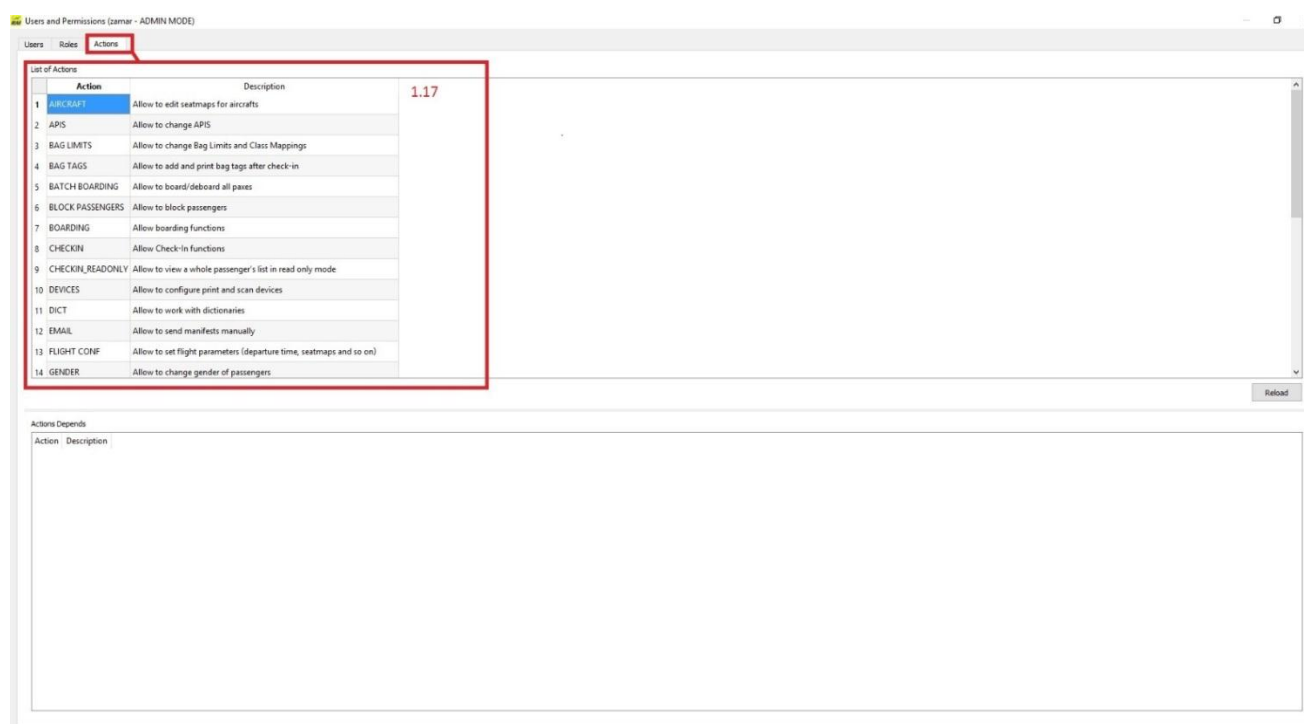 Users and Permissions (zamar - ADMIN MODE)
Users Roles Actions
List of Actions
Action Description
1.17
1 AIRCRAFT Allow to edit seatmaps for aircrafts
2 APIS Allow to change APIS
3 BAG LIMITS Allow to change Bag Limits and Class Mappings
4 BAG TAGS Allow to add and print bag tags after check-in
5 BATCH BOARDING Allow to board/deboard all paxes
6 BLOCK PASSENGERS Allow to block passengers
7 BOARDING Allow boarding functions
8 CHECKIN Allow Check-In functions
9 CHECKIN_READONLY Allow to view a whole passenger's list in read only mode
10 DEVICES Allow to configure print and scan devices
11 DICT Allow to work with dictionaries
12 EMAIL Allow to send manifests manually
13 FLIGHT CONF Allow to set flight parameters (departure time, seatmaps and so on)
14 GENDER Allow to change gender of passengers
Reload
Actions Depends
Action Description